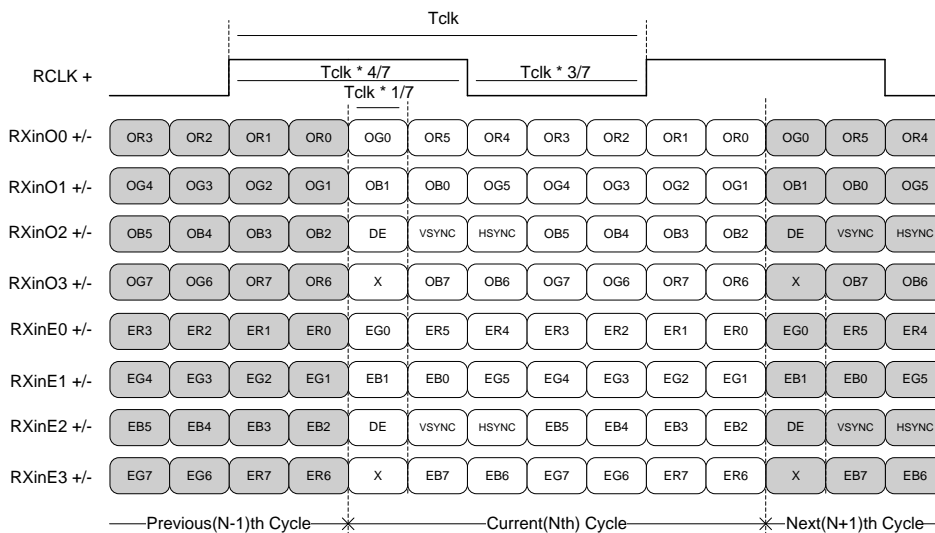 Tclk
RCLK +
Tclk * 4/7 Tclk * 3/7
Tclk * 1/7
RXinO0 +/- OR3 OR2 OR1 OR0 OG0 OR5 OR4 OR3 OR2 OR1 OR0 OG0 OR5 OR4
RXinO1 +/- OG4 OG3 OG2 OG1 OB1 OB0 OG5 OG4 OG3 OG2 OG1 OB1 OB0 OG5
RXinO2 +/- OB5 OB4 OB3 OB2 DE VSYNC HSYNC OB5 OB4 OB3 OB2 DE VSYNC HSYNC
RXinO3 +/- OG7 OG6 OR7 OR6 X OB7 OB6 OG7 OG6 OR7 OR6 X OB7 OB6
RXinE0 +/- ER3 ER2 ER1 ER0 EG0 ER5 ER4 ER3 ER2 ER1 ER0 EG0 ER5 ER4
RXinE1 +/- EG4 EG3 EG2 EG1 EB1 EB0 EG5 EG4 EG3 EG2 EG1 EB1 EB0 EG5
RXinE2 +/- EB5 EB4 EB3 EB2 DE VSYNC HSYNC EB5 EB4 EB3 EB2 DE VSYNC HSYNC
RXinE3 +/- EG7 EG6 ER7 ER6 X EB7 EB6 EG7 EG6 ER7 ER6 X EB7 EB6
Previous(N-1)th Cycle Current(Nth) Cycle Next(N+1)th Cycle